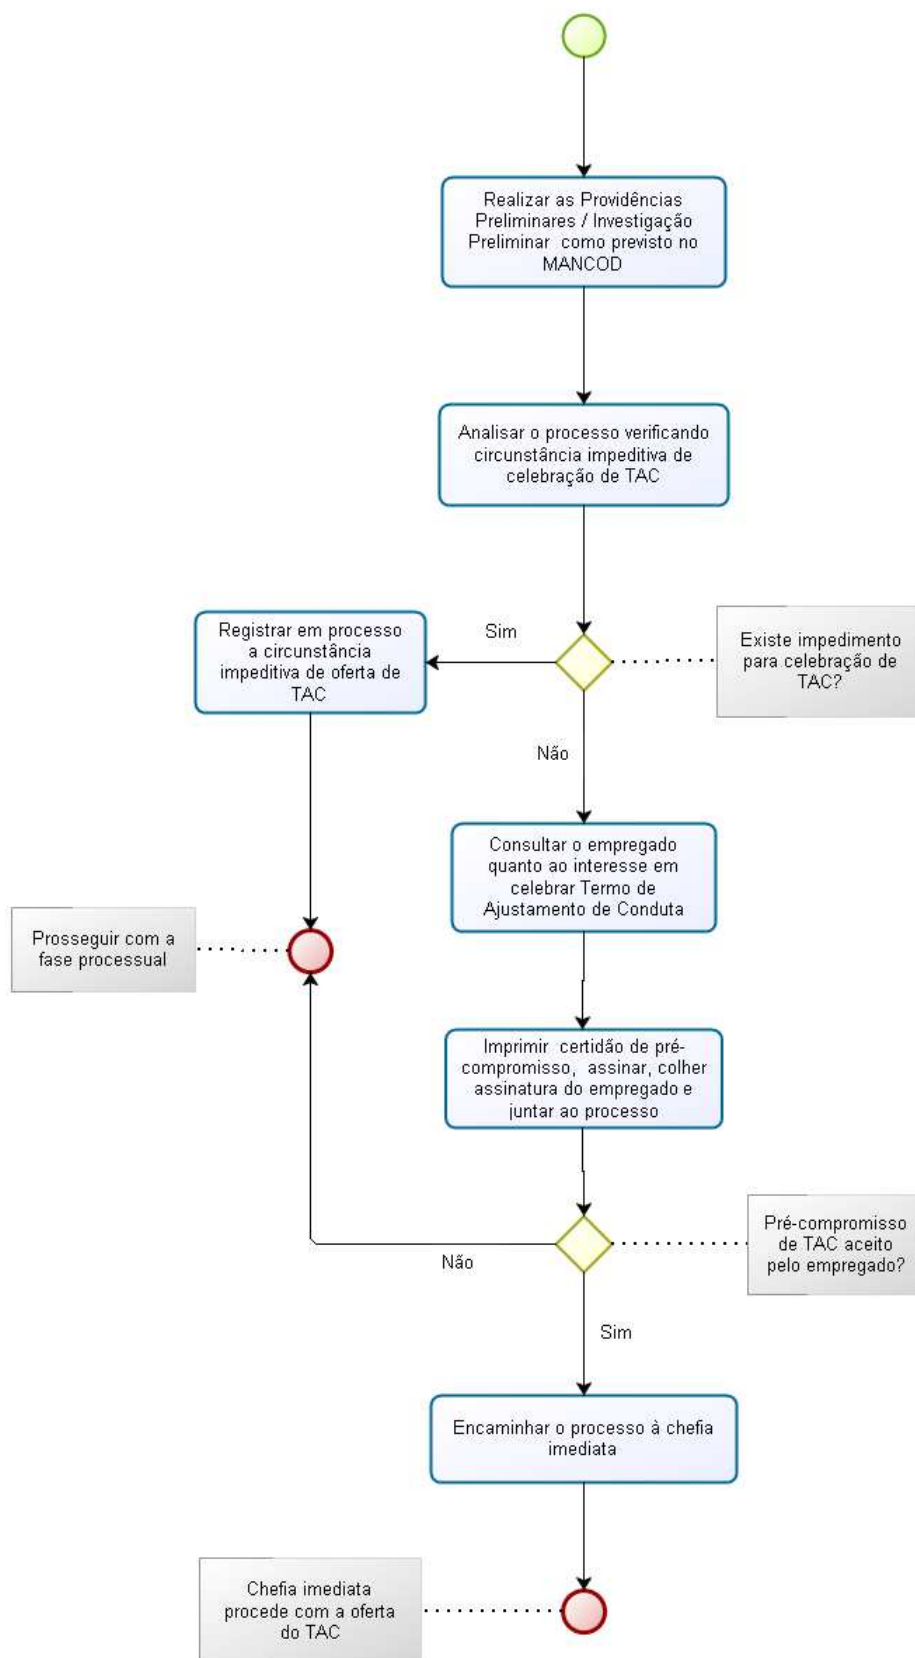 Realizar as Providências
Preliminares / Investigação
Preliminar como previsto no
MANCOD
Analisar o processo verificando
circunstância impeditiva de
celebração de TAC
Registrar em processo
a circunstância
impeditiva de oferta de
TAC
Sim
Existe impedimento
para celebração de
TAC?
Não
Consultar o empregado
quanto ao interesse em
celebrar Termo de
Ajustamento de Conduta
Prosseguir com a
fase processual
Imprimir certidão de pré-
compromisso, assinar, colher
assinatura do empregado e
juntar ao processo
Pré-compromisso
de TAC aceito
pelo empregado?
Não
Sim
Encaminhar o processo à chefia
imediata
Chefia imediata
procede com a oferta
do TAC